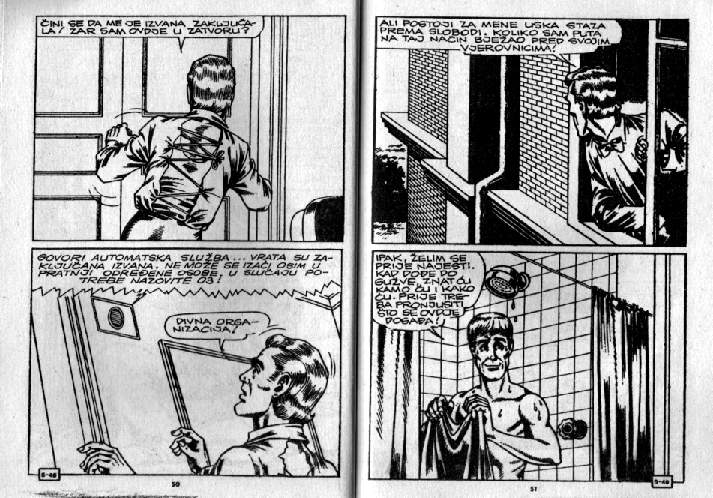 ČINI SE DA ME JE IZVANA ZAKLJUČA-
LA! ZAR SAM OVDJE U ZATVORU?
GOVORI AUTOMATSKA SLUŽBA... VRATA SU ZA-
KLJUČANA IZVANA. NE MOŽE SE IZAĆI OSIM U
PRATNJI ODREĐENE OSOBE, U SLUČAJU PO-
TREBE NAZOVITE 03!
DIVNA ORGA-
NIZACIJA!
S-48
50
ALI POSTOJI ZA MENE USKA STAZA
PREMA SLOBODI. KOLIKO SAM PUTA
NA TAJ NAČIN BJEŽAO PRED SVOJIM
VJEROVNICIMA!
IPAK, ŽELIM SE
PRIJE NAJESTI.
KAD DOĐE DO
GUŽVE, ZNAT ĆU
KAMO ĆU I KAKO
ĆU. PRIJE TRE-
BA PRONJUŠITI
ŠTO SE OVDJE
DOGAĐA!
S-48
51